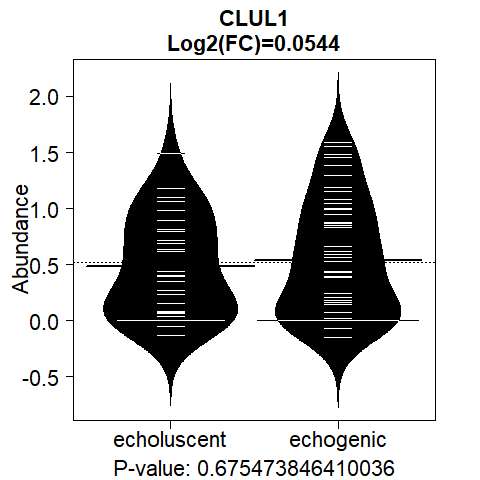 CLUL1
Log2(FC)=0.0544
Abundance
2.0
1.5
1.0
0.5
0.0
-0.5
echoluscent echogenic
P-value: 0.675473846410036